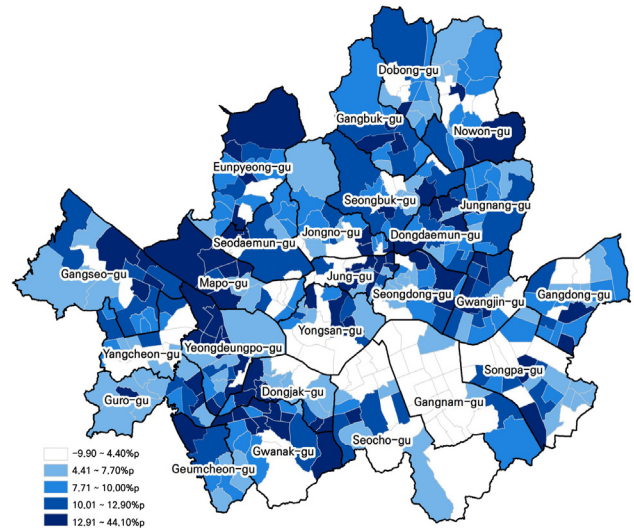 Dobong-gu
Gangbuk-gu
Nowon-gu
Eunpyeong-gu
Seongbuk-gu
Jungnang-gu
Jongno-gu
Dongdaemun-gu
Seodaemun-gu
Gangseo-gu
Mapo-gu
Jung-gu
Seongdong-gu
Gwangjin-gu
Gangdong-gu
Yongsan-gu
Yangcheon-gu
Yeongdeungpo-gu
Songpa-gu
Guro-gu
Dongjak-gu
Gangnam-gu
Seocho-gu
Gwanak-gu
Geumcheon-gu
-9.90 ~ 4.40%p
4.41 ~ 7.70%p
7.71 ~ 10.00%p
10.01 ~ 12.90%p
12.91 ~ 44.10%p